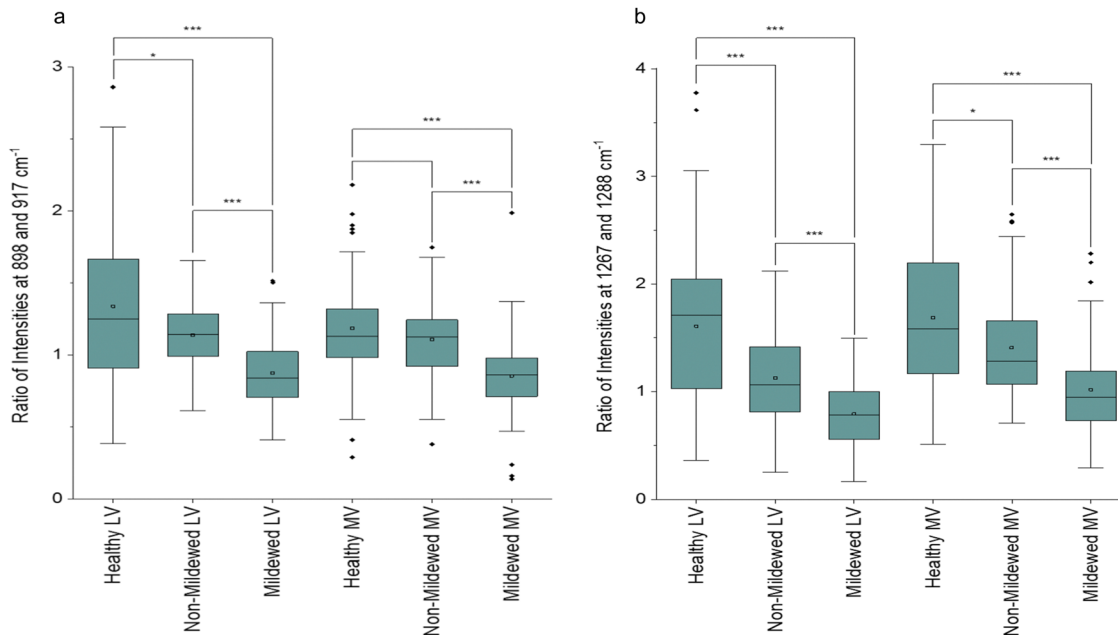 a
***
*
3
***
***
***
2
1
0
Ratio of Intensities at 898 and 917 cm-1
Healthy LV
Non-Mildewed LV
Mildewed LV
Healthy MV
Non-Mildewed MV
Mildewed MV
b
***
***
***
4
*
***
***
3
2
1
0
Ratio of Intensities at 1267 and 1288 cm-1
Healthy LV
Non-Mildewed LV
Mildewed LV
Healthy MV
Non-Mildewed MV
Mildewed MV